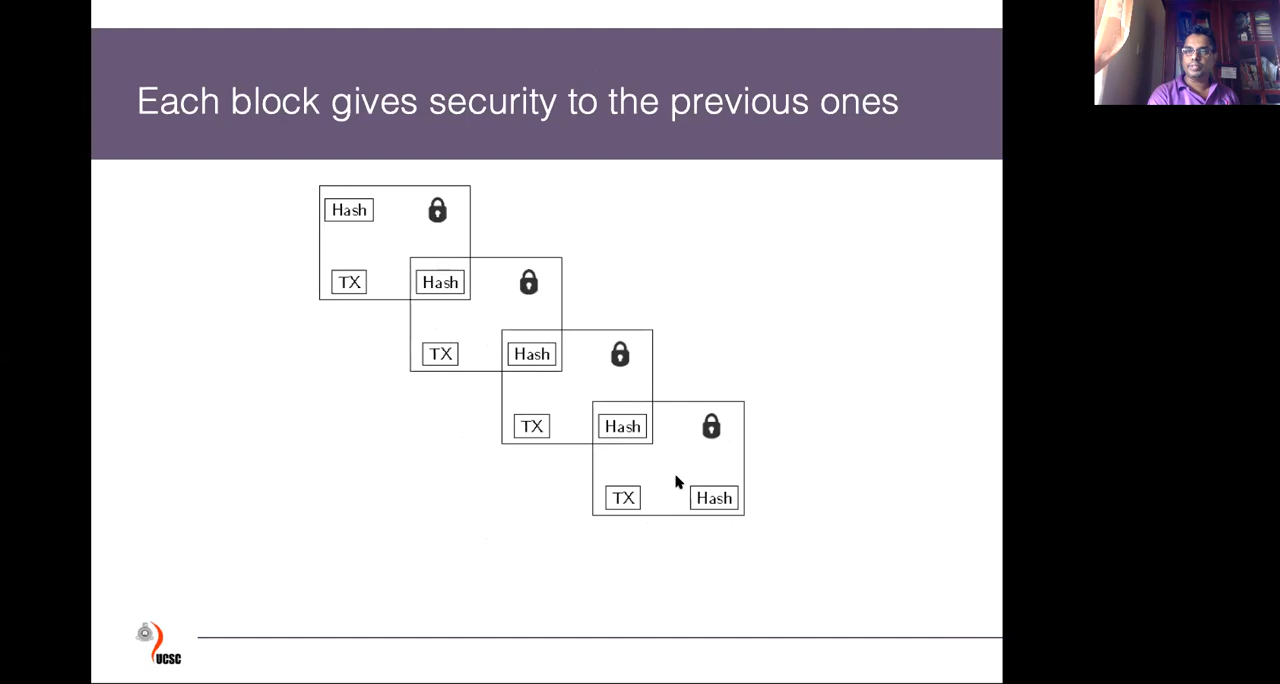 Each block gives security to the previous ones
Hash
TX Hash
TX Hash
TX Hash
TX Hash
UCSC